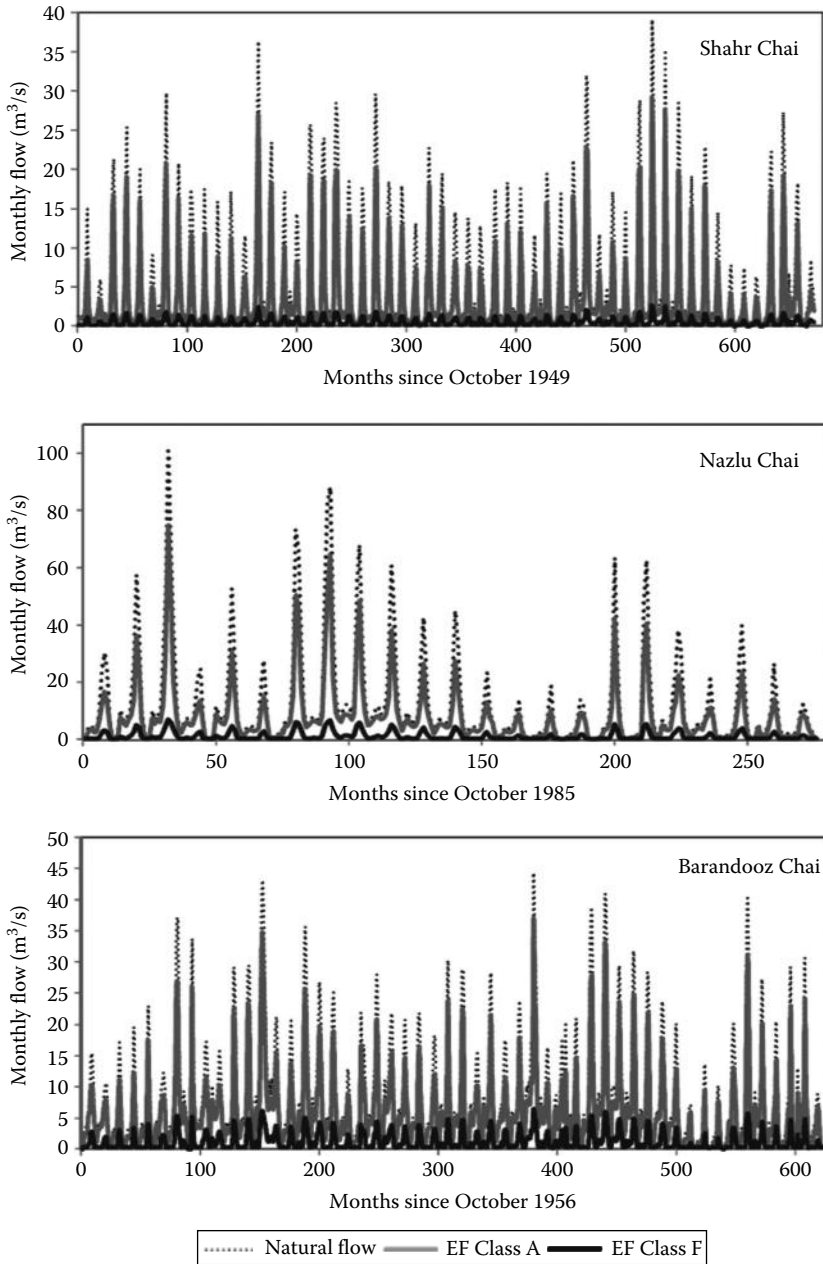 40
35
30
25
20
15
10
5
0
Monthly flow (m³/s)
Shahr Chai
0 100 200 300 400 500 600
Months since October 1949
100
80
60
40
20
0
Monthly flow (m³/s)
Nazlu Chai
0 50 100 150 200 250
Months since October 1985
50
45
40
35
30
25
20
15
10
5
0
Monthly flow (m³/s)
Barandooz Chai
0 100 200 300 400 500 600
Months since October 1956
Natural flow EF Class A EF Class F